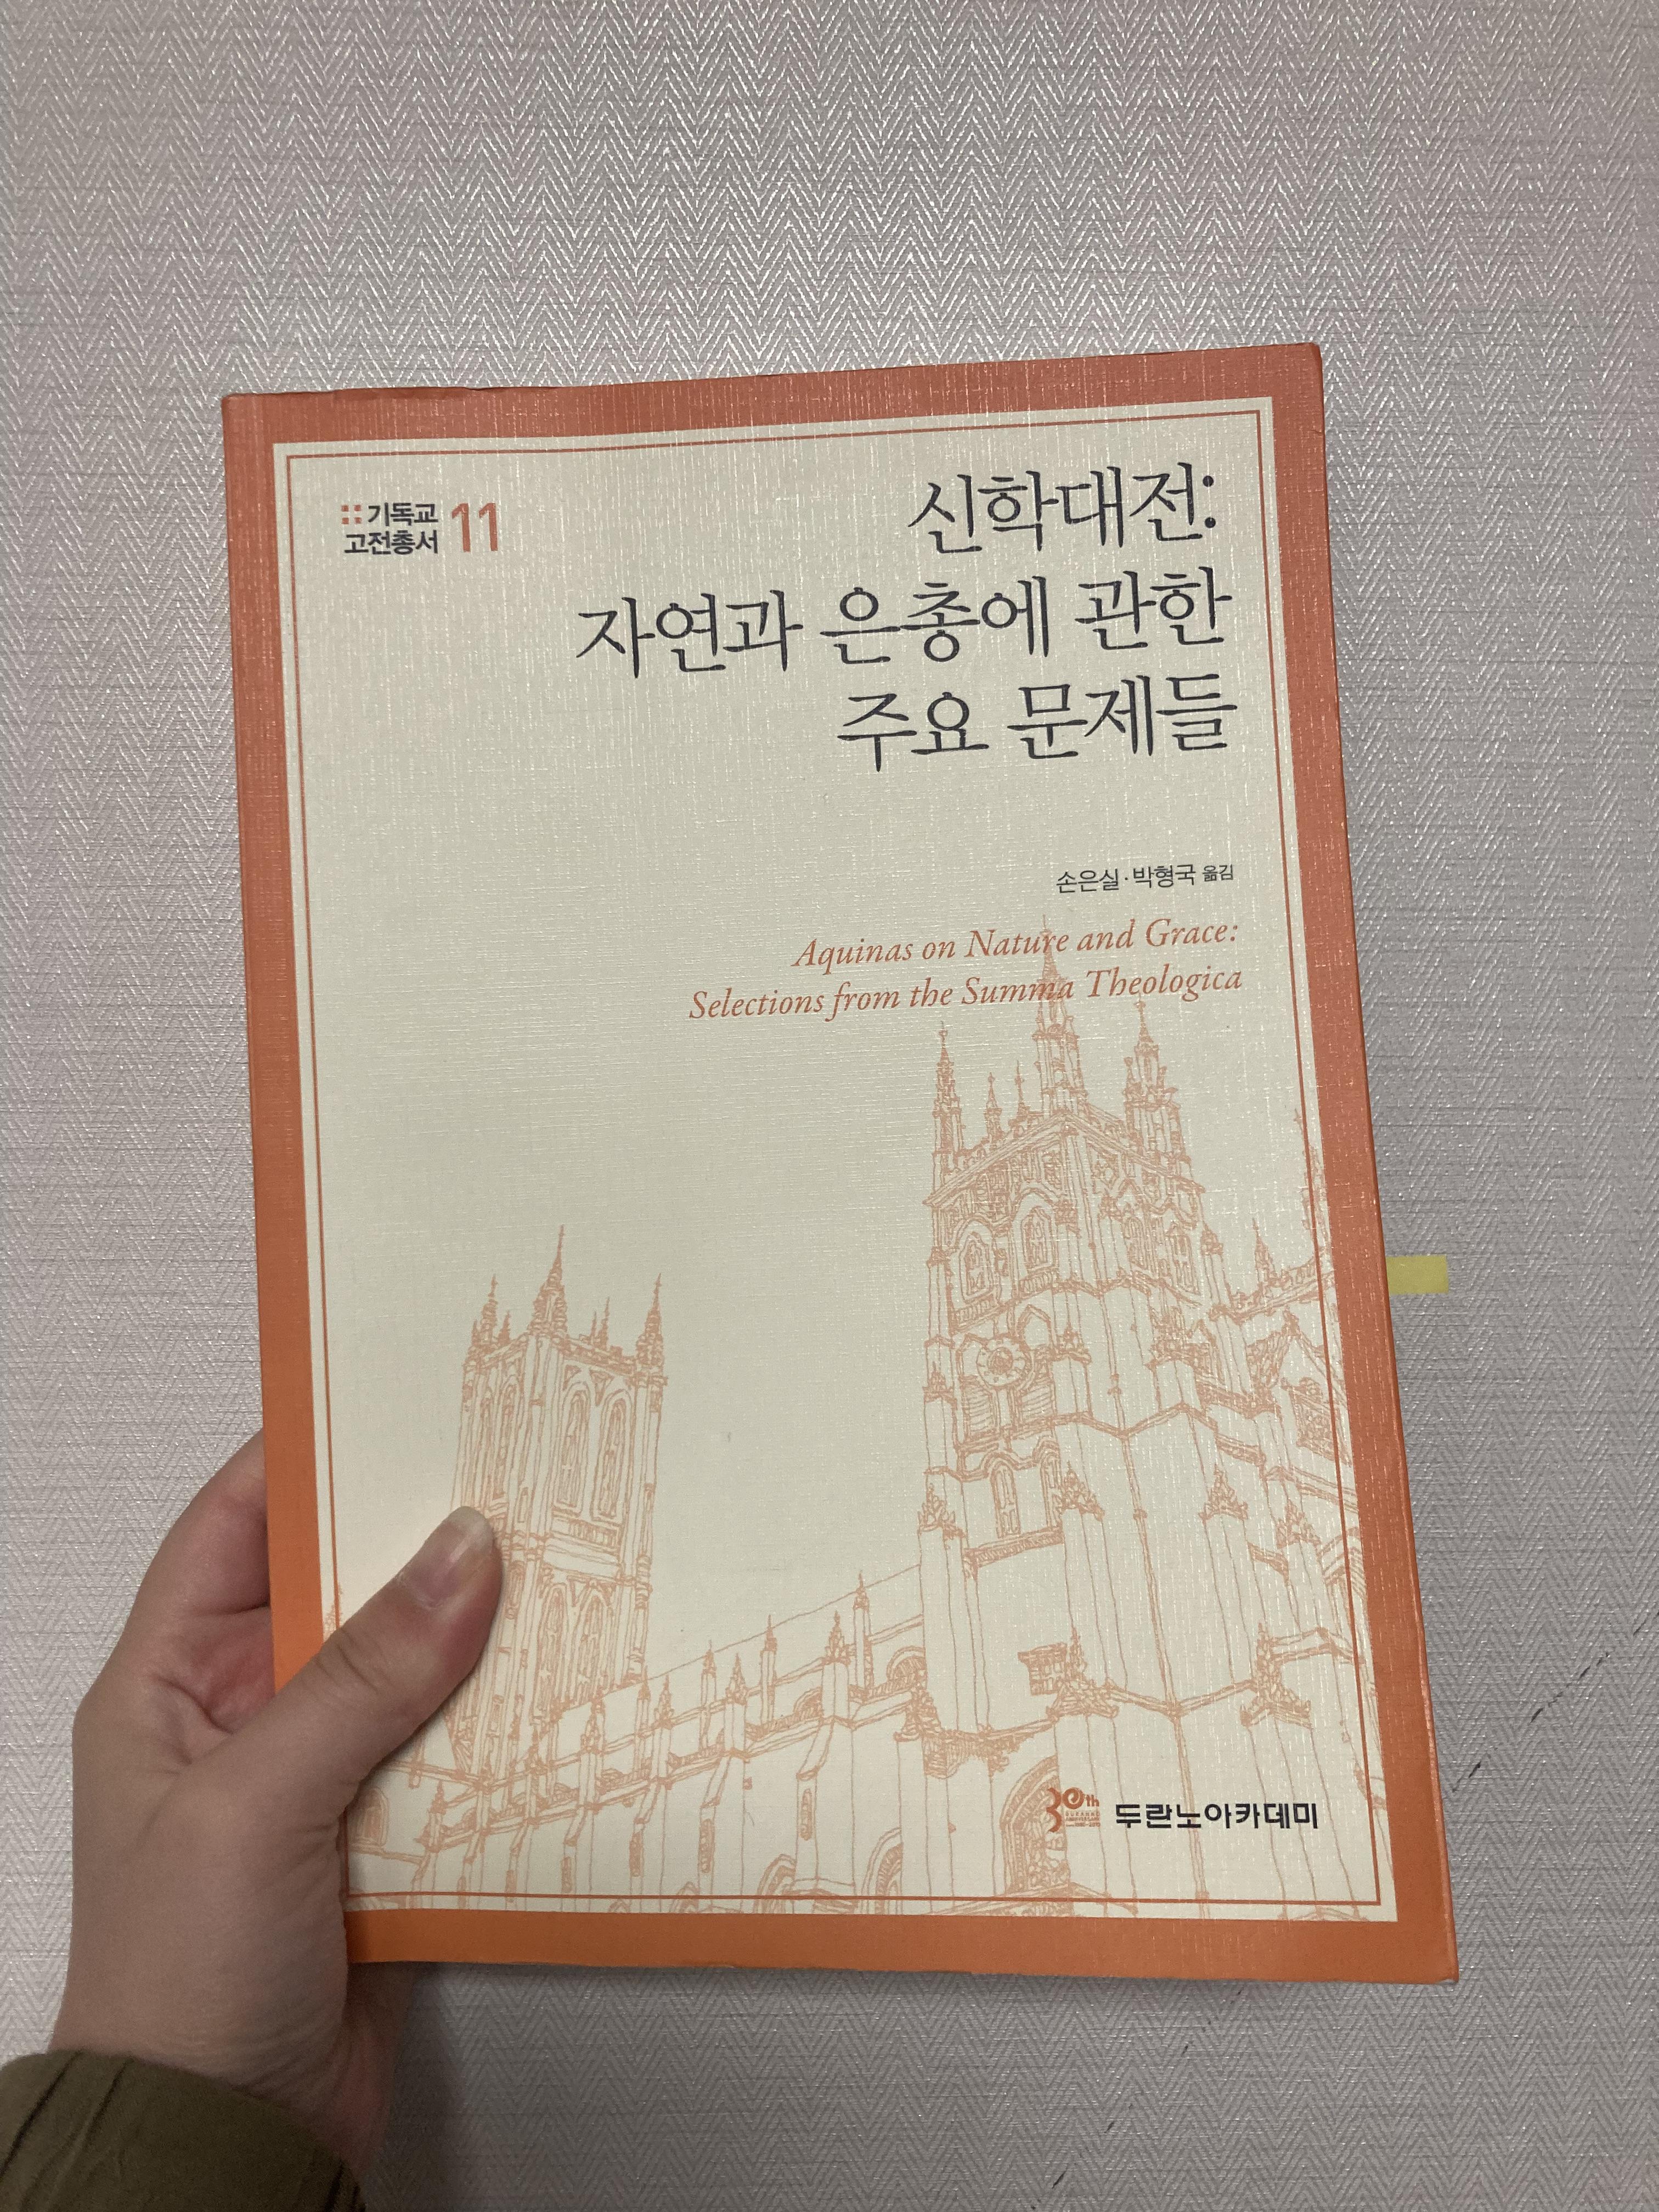 기독교
고전총서 11
신학대전:
자연과 은총에 관한
주요 문제들
손은실·박형국 옮김
Aquinas on Nature and Grace:
Selections from the Summa Theologica
30th
두란노아카데미